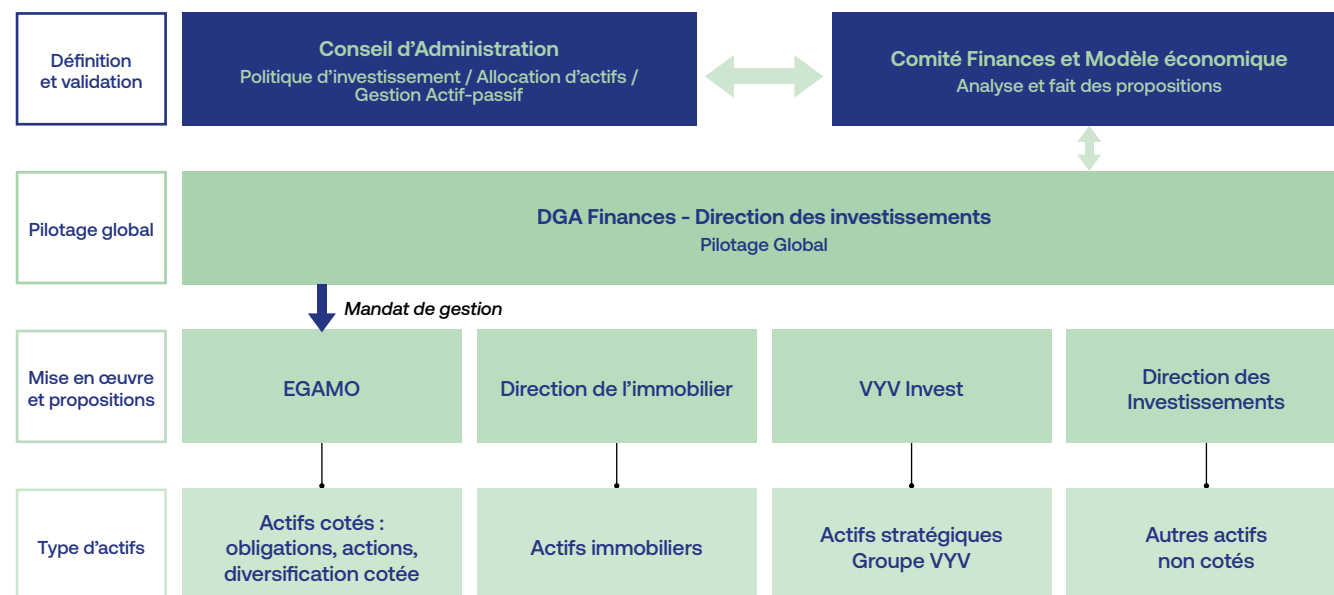 Définition
et validation
Conseil d’Administration
Politique d’investissement / Allocation d’actifs /
Gestion Actif-passif
Comité Finances et Modèle économique
Analyse et fait des propositions
Pilotage global
DGA Finances - Direction des investissements
Pilotage Global
Mandat de gestion
Mise en œuvre
et propositions
EGAMO
Direction de l’immobilier
VYV Invest
Direction des
Investissements
Type d’actifs
Actifs cotés :
obligations, actions,
diversification cotée
Actifs immobiliers
Actifs stratégiques
Groupe VYV
Autres actifs
non cotés